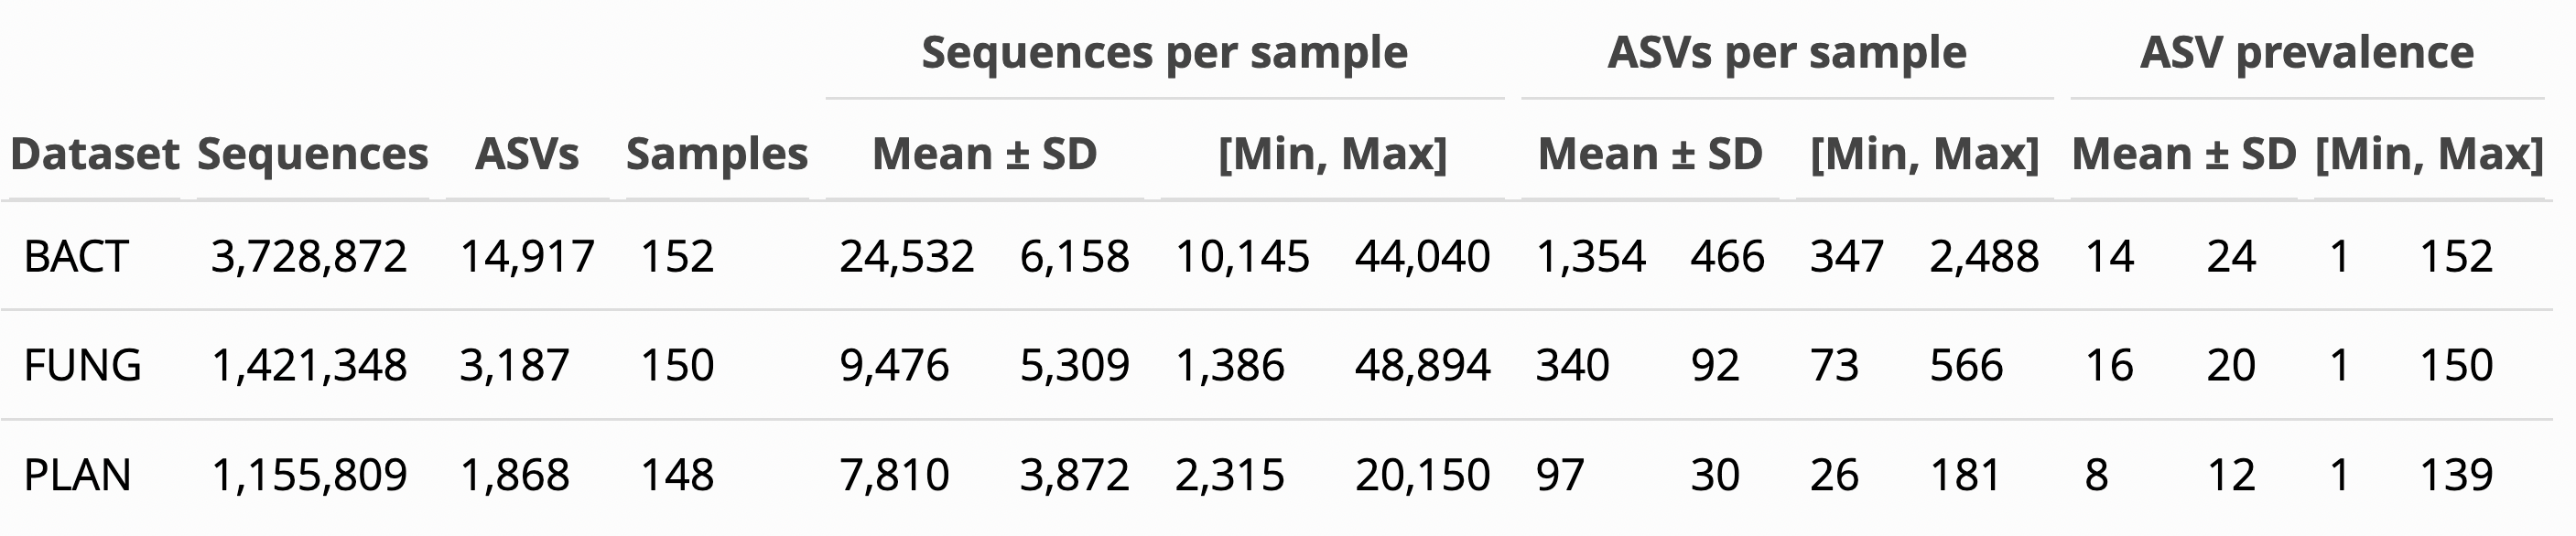 Sequences per sample ASVs per sample ASV prevalence
Dataset Sequences ASVs Samples Mean ± SD [Min, Max] Mean ± SD [Min, Max] Mean ± SD [Min, Max]
BACT 3,728,872 14,917 152 24,532 6,158 10,145 44,040 1,354 466 347 2,488 14 24 1 152
FUNG 1,421,348 3,187 150 9,476 5,309 1,386 48,894 340 92 73 566 16 20 1 150
PLAN 1,155,809 1,868 148 7,810 3,872 2,315 20,150 97 30 26 181 8 12 1 139